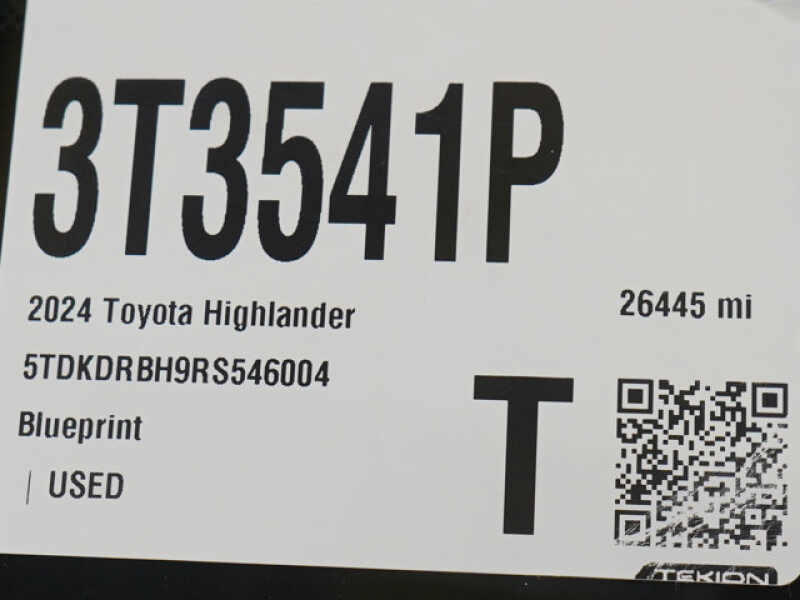 3T3541P
2024 Toyota Highlander
26445 mi
5TDKDRBH9RS546004
Blueprint
| USED
T
TEKION